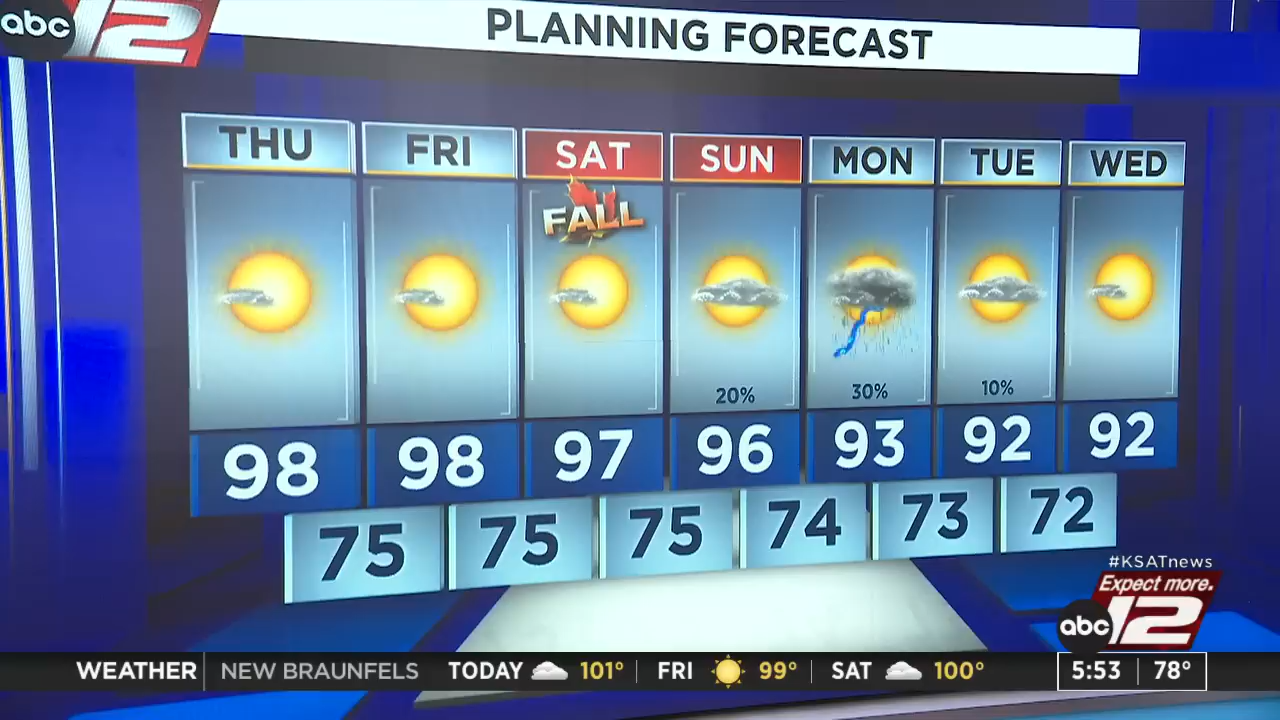 abc 12
PLANNING FORECAST
THU FRI SAT SUN MON TUE WED
FALL
20% 30% 10%
98 98 97 96 93 92 92
75 75 75 74 73 72
#KSATnews
Expect more.
abc 12
WEATHER NEW BRAUNFELS TODAY 101° FRI 99° SAT 100° 5:53 78°